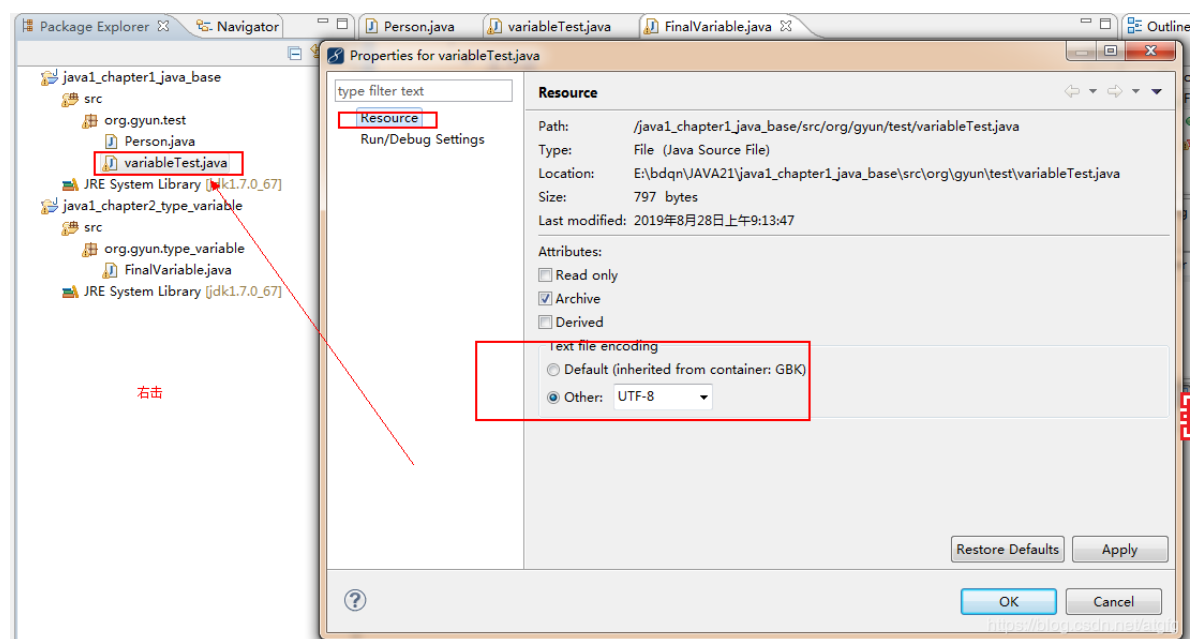 Package Explorer
Navigator
Person.java
variableTest.java
FinalVariable.java
Outline
java1_chapter1_java_base
src
org.gyun.test
Person.java
variableTest.java
JRE System Library [jdk1.7.0_67]
java1_chapter2_type_variable
src
org.gyun.type_variable
FinalVariable.java
JRE System Library [jdk1.7.0_67]
右击
Properties for variableTest.java
type filter text
Resource
Run/Debug Settings
Resource
Path: /java1_chapter1_java_base/src/org/gyun/test/variableTest.java
Type: File (Java Source File)
Location: E:\bdqn\JAVA21\java1_chapter1_java_base\src\org\gyun\test\variableTest.java
Size: 797 bytes
Last modified: 2019年8月28日上午9:13:47
Attributes:
Read only
Archive
Derived
Text file encoding
Default (inherited from container: GBK)
Other: UTF-8
Restore Defaults
Apply
OK
Cancel